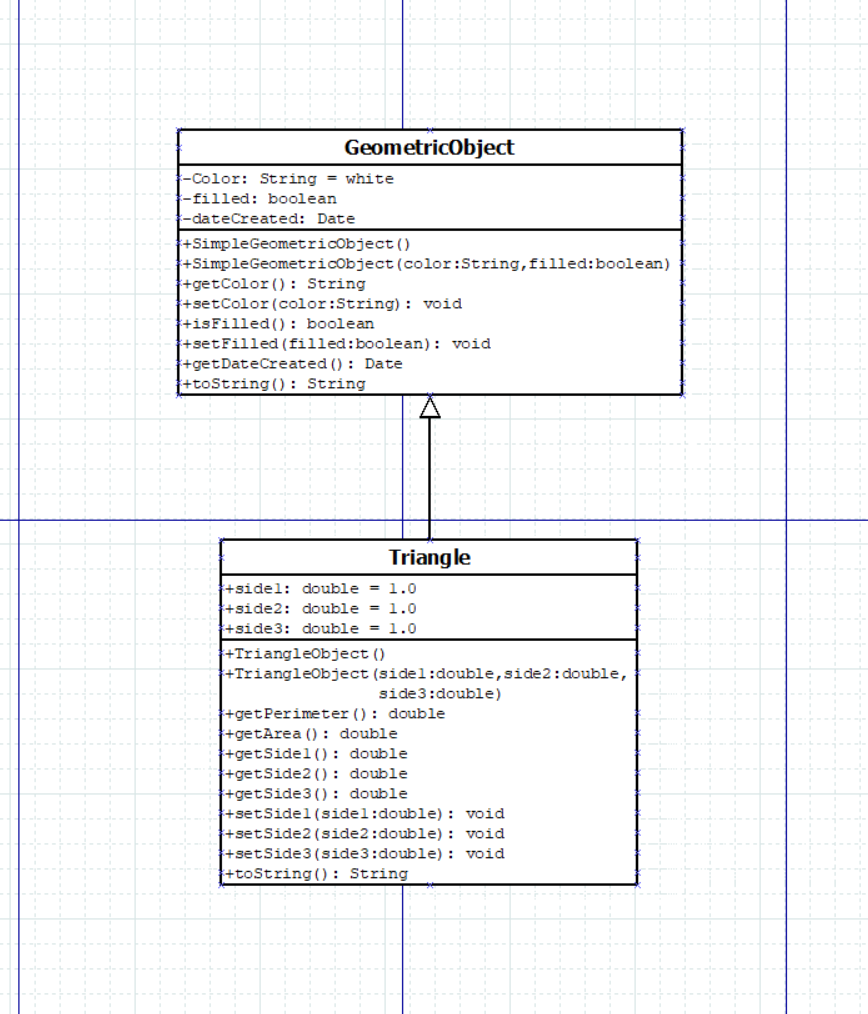 GeometricObject
-Color: String = white
-filled: boolean
-dateCreated: Date
+SimpleGeometricObject()
+SimpleGeometricObject(color:String,filled:boolean)
+getColor(): String
+setColor(color:String): void
+isFilled(): boolean
+setFilled(filled:boolean): void
+getDateCreated(): Date
+toString(): String
Triangle
+side1: double = 1.0
+side2: double = 1.0
+side3: double = 1.0
+TriangleObject()
+TriangleObject(side1:double,side2:double,
side3:double)
+getPerimeter(): double
+getArea(): double
+getSide1(): double
+getSide2(): double
+getSide3(): double
+setSide1(side1:double): void
+setSide2(side2:double): void
+setSide3(side3:double): void
+toString(): String